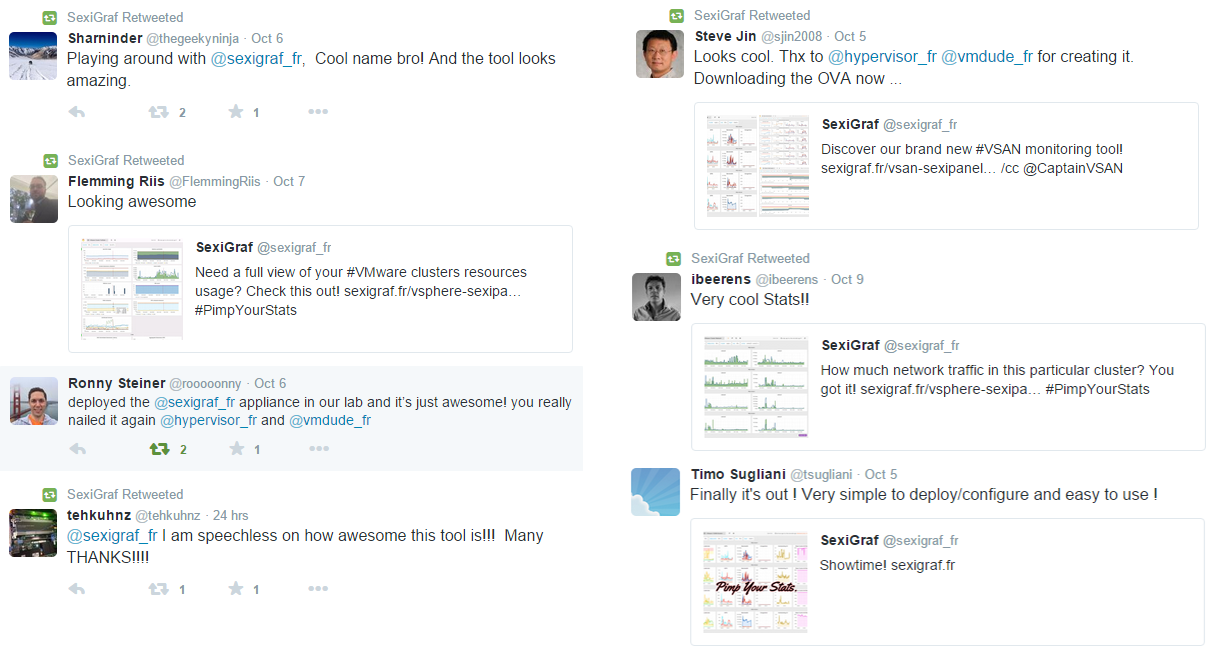 SexiGraf Retweeted
Sharninder @thegeekyninja · Oct 6
Playing around with @sexigraf_fr,  Cool name bro! And the tool looks
amazing.
2 1
SexiGraf Retweeted
Flemming Riis @FlemmingRiis · Oct 7
Looking awesome
SexiGraf @sexigraf_fr
Need a full view of your #VMware clusters resources
usage? Check this out! sexigraf.fr/vsphere-sexipa…
#PimpYourStats
Ronny Steiner @rooooonny · Oct 6
deployed the @sexigraf_fr appliance in our lab and it's just awesome! you really
nailed it again @hypervisor_fr and @vmdude_fr
2 1
SexiGraf Retweeted
tehkuhnz @tehkuhnz · 24 hrs
@sexigraf_fr I am speechless on how awesome this tool is!!!  Many
THANKS!!!!
1 1
SexiGraf Retweeted
Steve Jin @sjin2008 · Oct 5
Looks cool. Thx to @hypervisor_fr @vmdude_fr for creating it.
Downloading the OVA now ...
SexiGraf @sexigraf_fr
Discover our brand new #VSAN monitoring tool!
sexigraf.fr/vsan-sexipanel… /cc @CaptainVSAN
SexiGraf Retweeted
ibeerens @ibeerens · Oct 9
Very cool Stats!!
SexiGraf @sexigraf_fr
How much network traffic in this particular cluster? You
got it! sexigraf.fr/vsphere-sexipa… #PimpYourStats
Timo Sugliani @tsugliani · Oct 5
Finally it's out ! Very simple to deploy/configure and easy to use !
SexiGraf @sexigraf_fr
Showtime! sexigraf.fr
Pimp Your Stats.